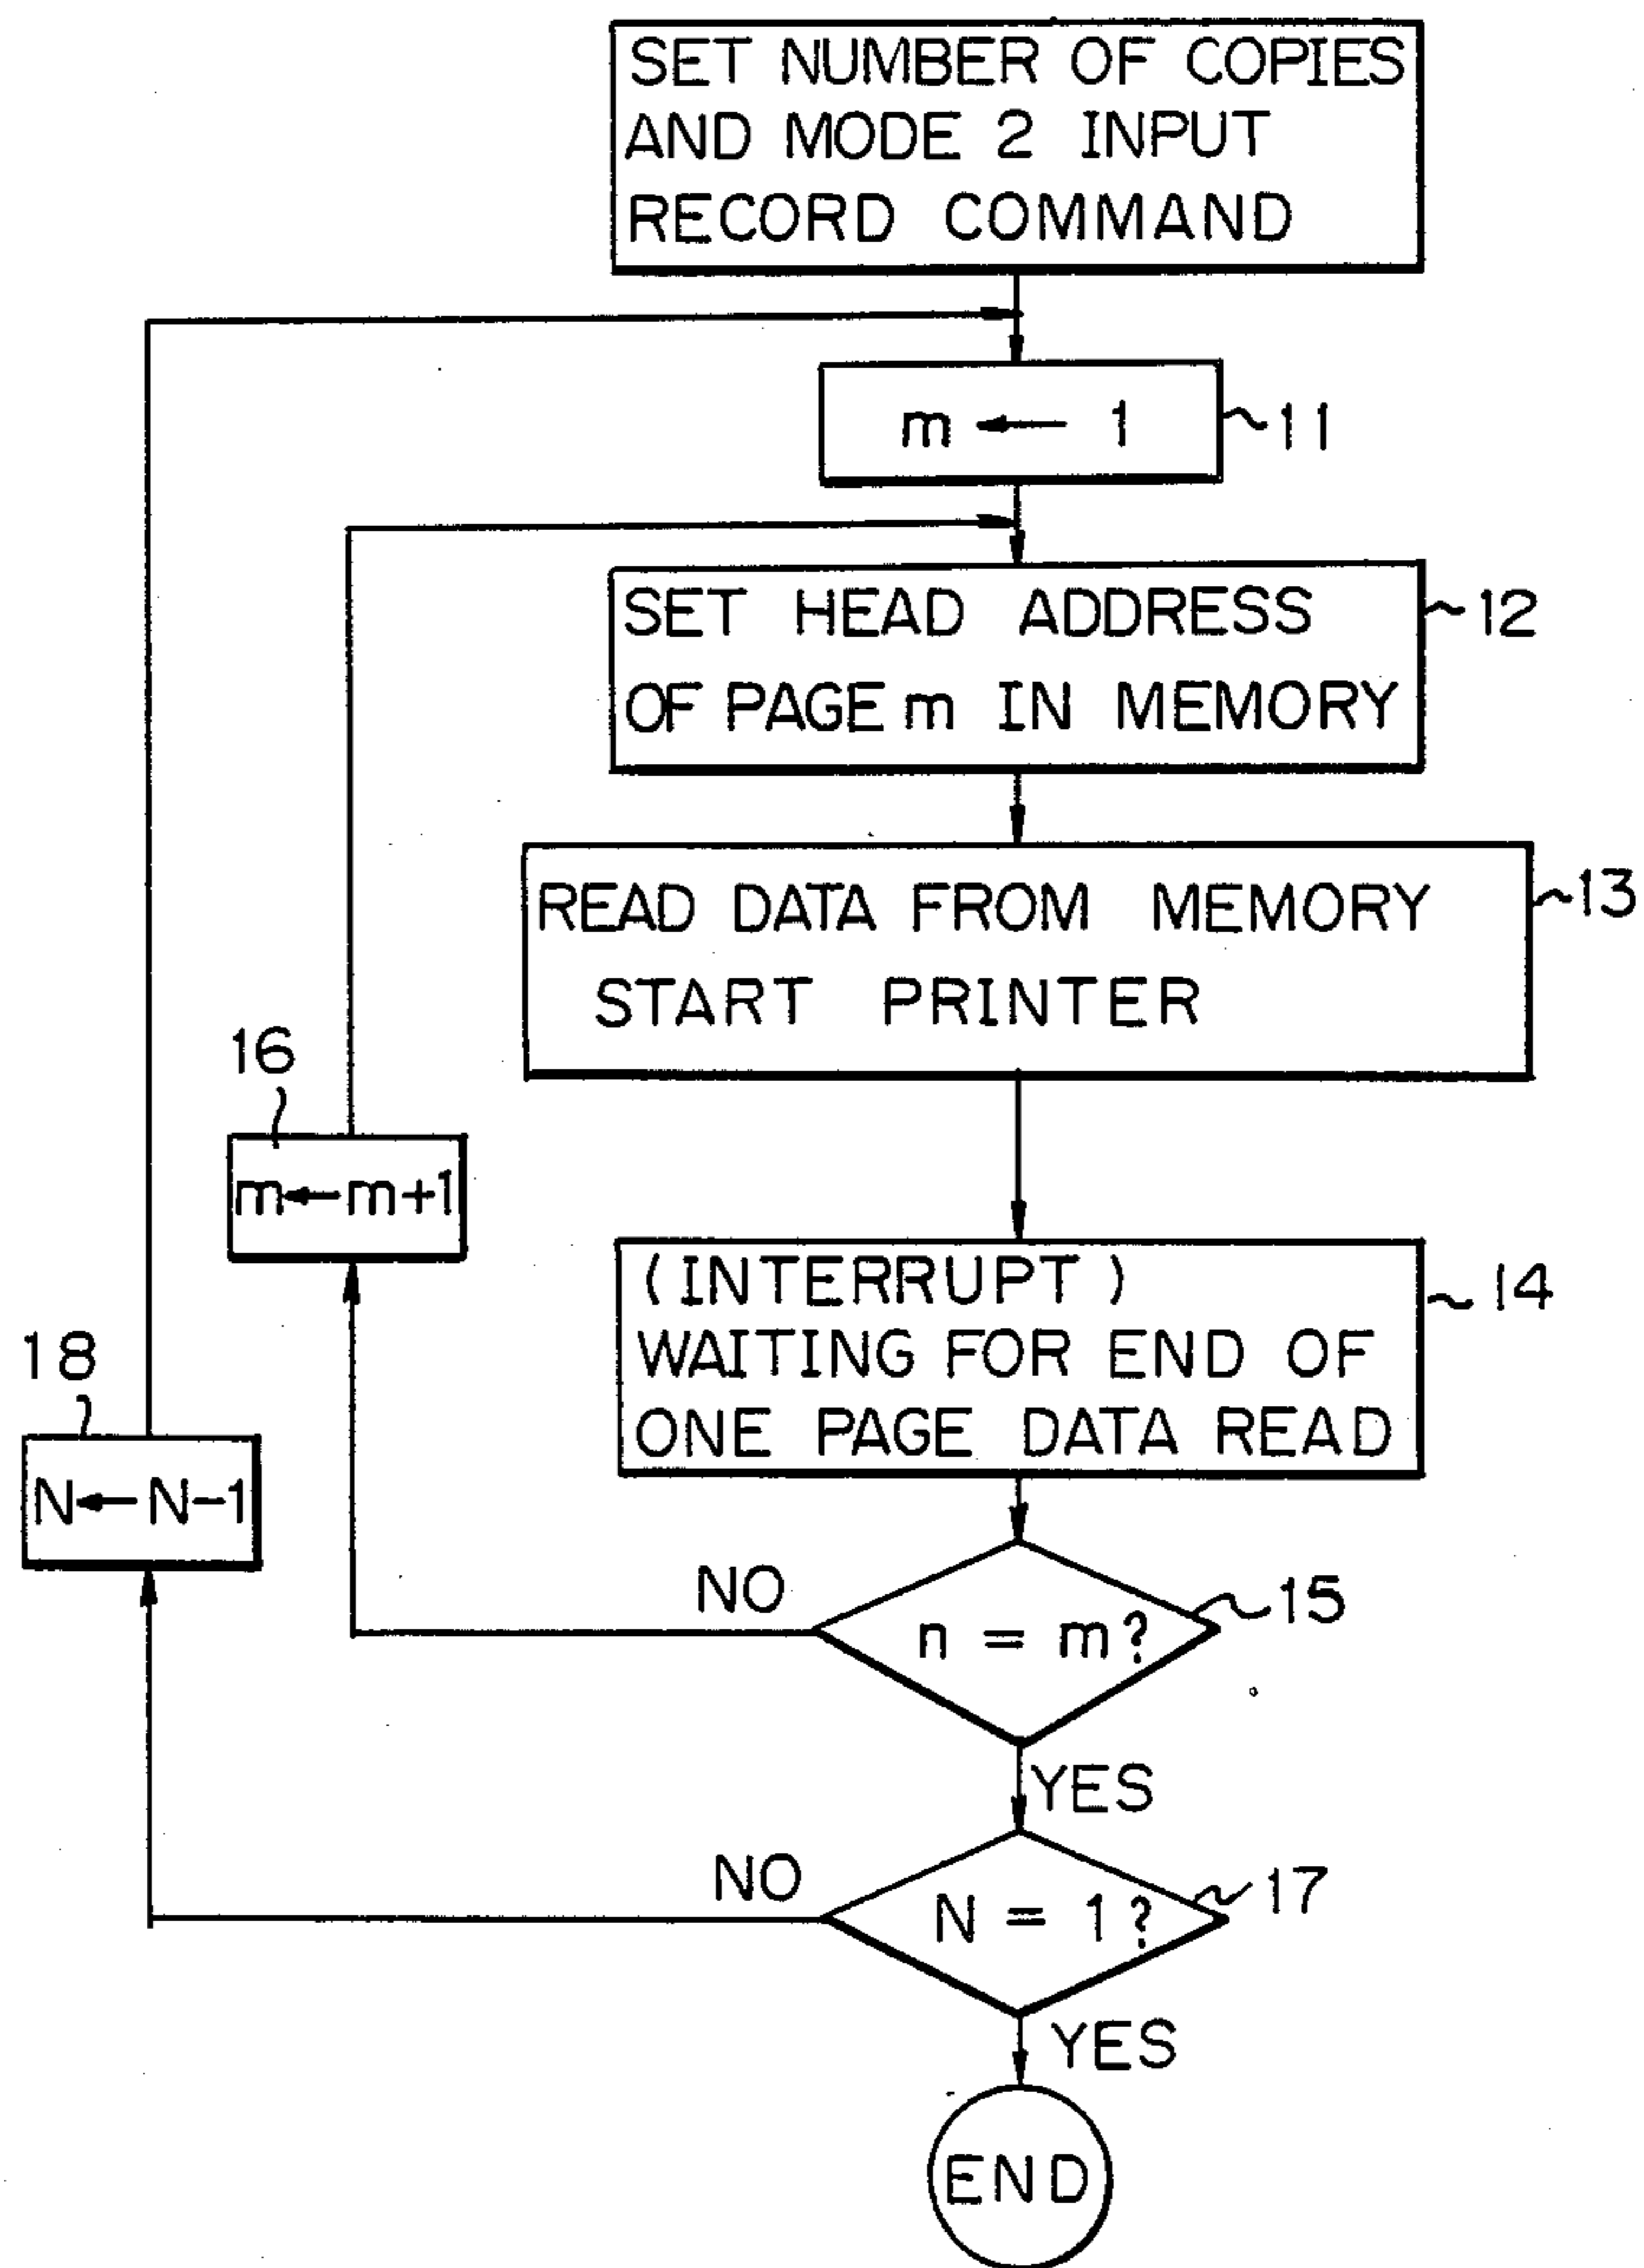 SET NUMBER OF COPIES
AND MODE 2 INPUT
RECORD COMMAND
m ← 1
11
SET HEAD ADDRESS
OF PAGE m IN MEMORY
12
READ DATA FROM MEMORY
START PRINTER
13
16
m←m+1
(INTERRUPT)
WAITING FOR END OF
ONE PAGE DATA READ
14
18
N←N-1
NO
n = m?
15
YES
NO
N = 1?
17
YES
END